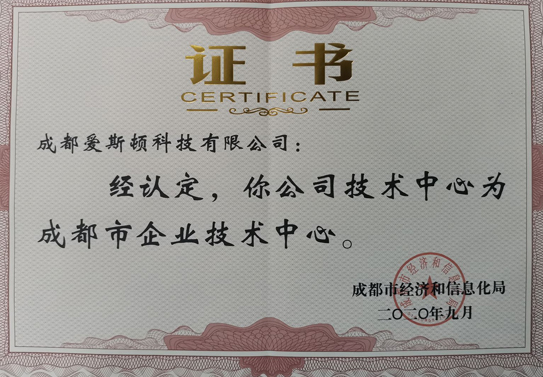 证 书
CERTIFICATE
成都爱斯顿科技有限公司：
经认定，你公司技术中心为
成都市企业技术中心。
成都市经济和信息化局
二〇二〇年九月